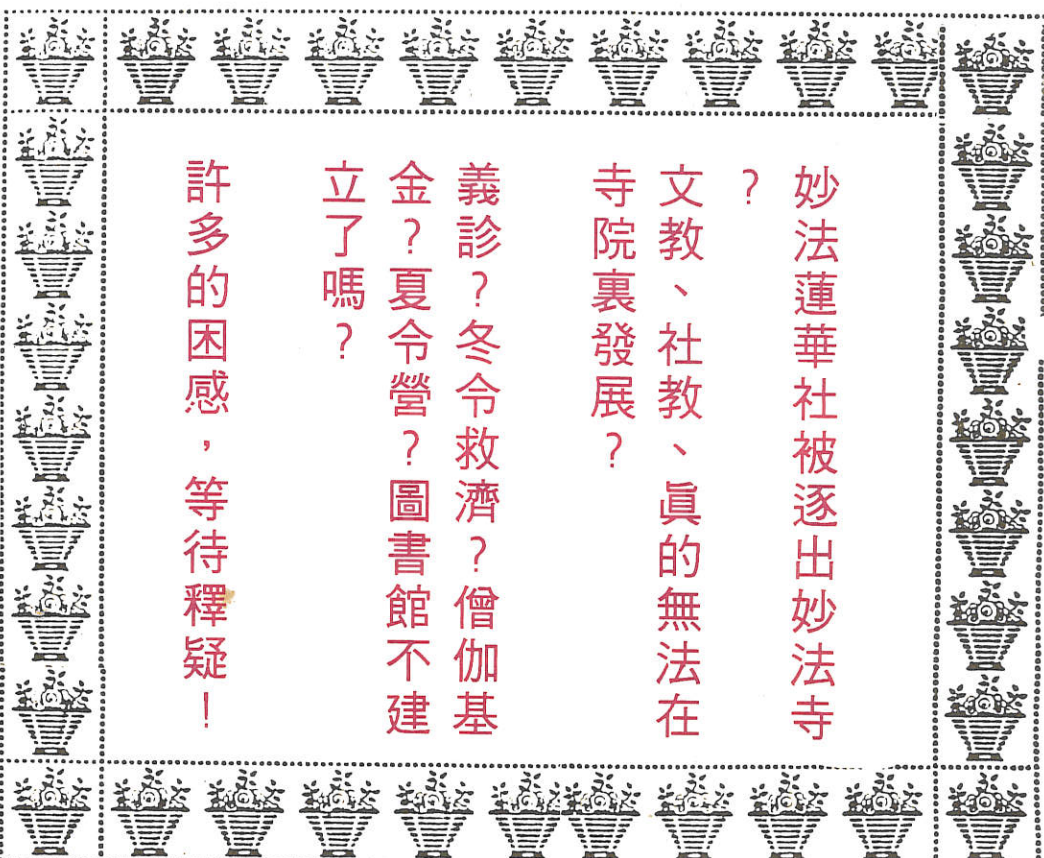 妙法蓮華社被逐出妙法寺
？
文教、社教、眞的無法在
寺院裏發展？
義診？冬令救濟？僧伽基
金？夏令營？圖書館不建
立了嗎？
許多的困感，等待釋疑！